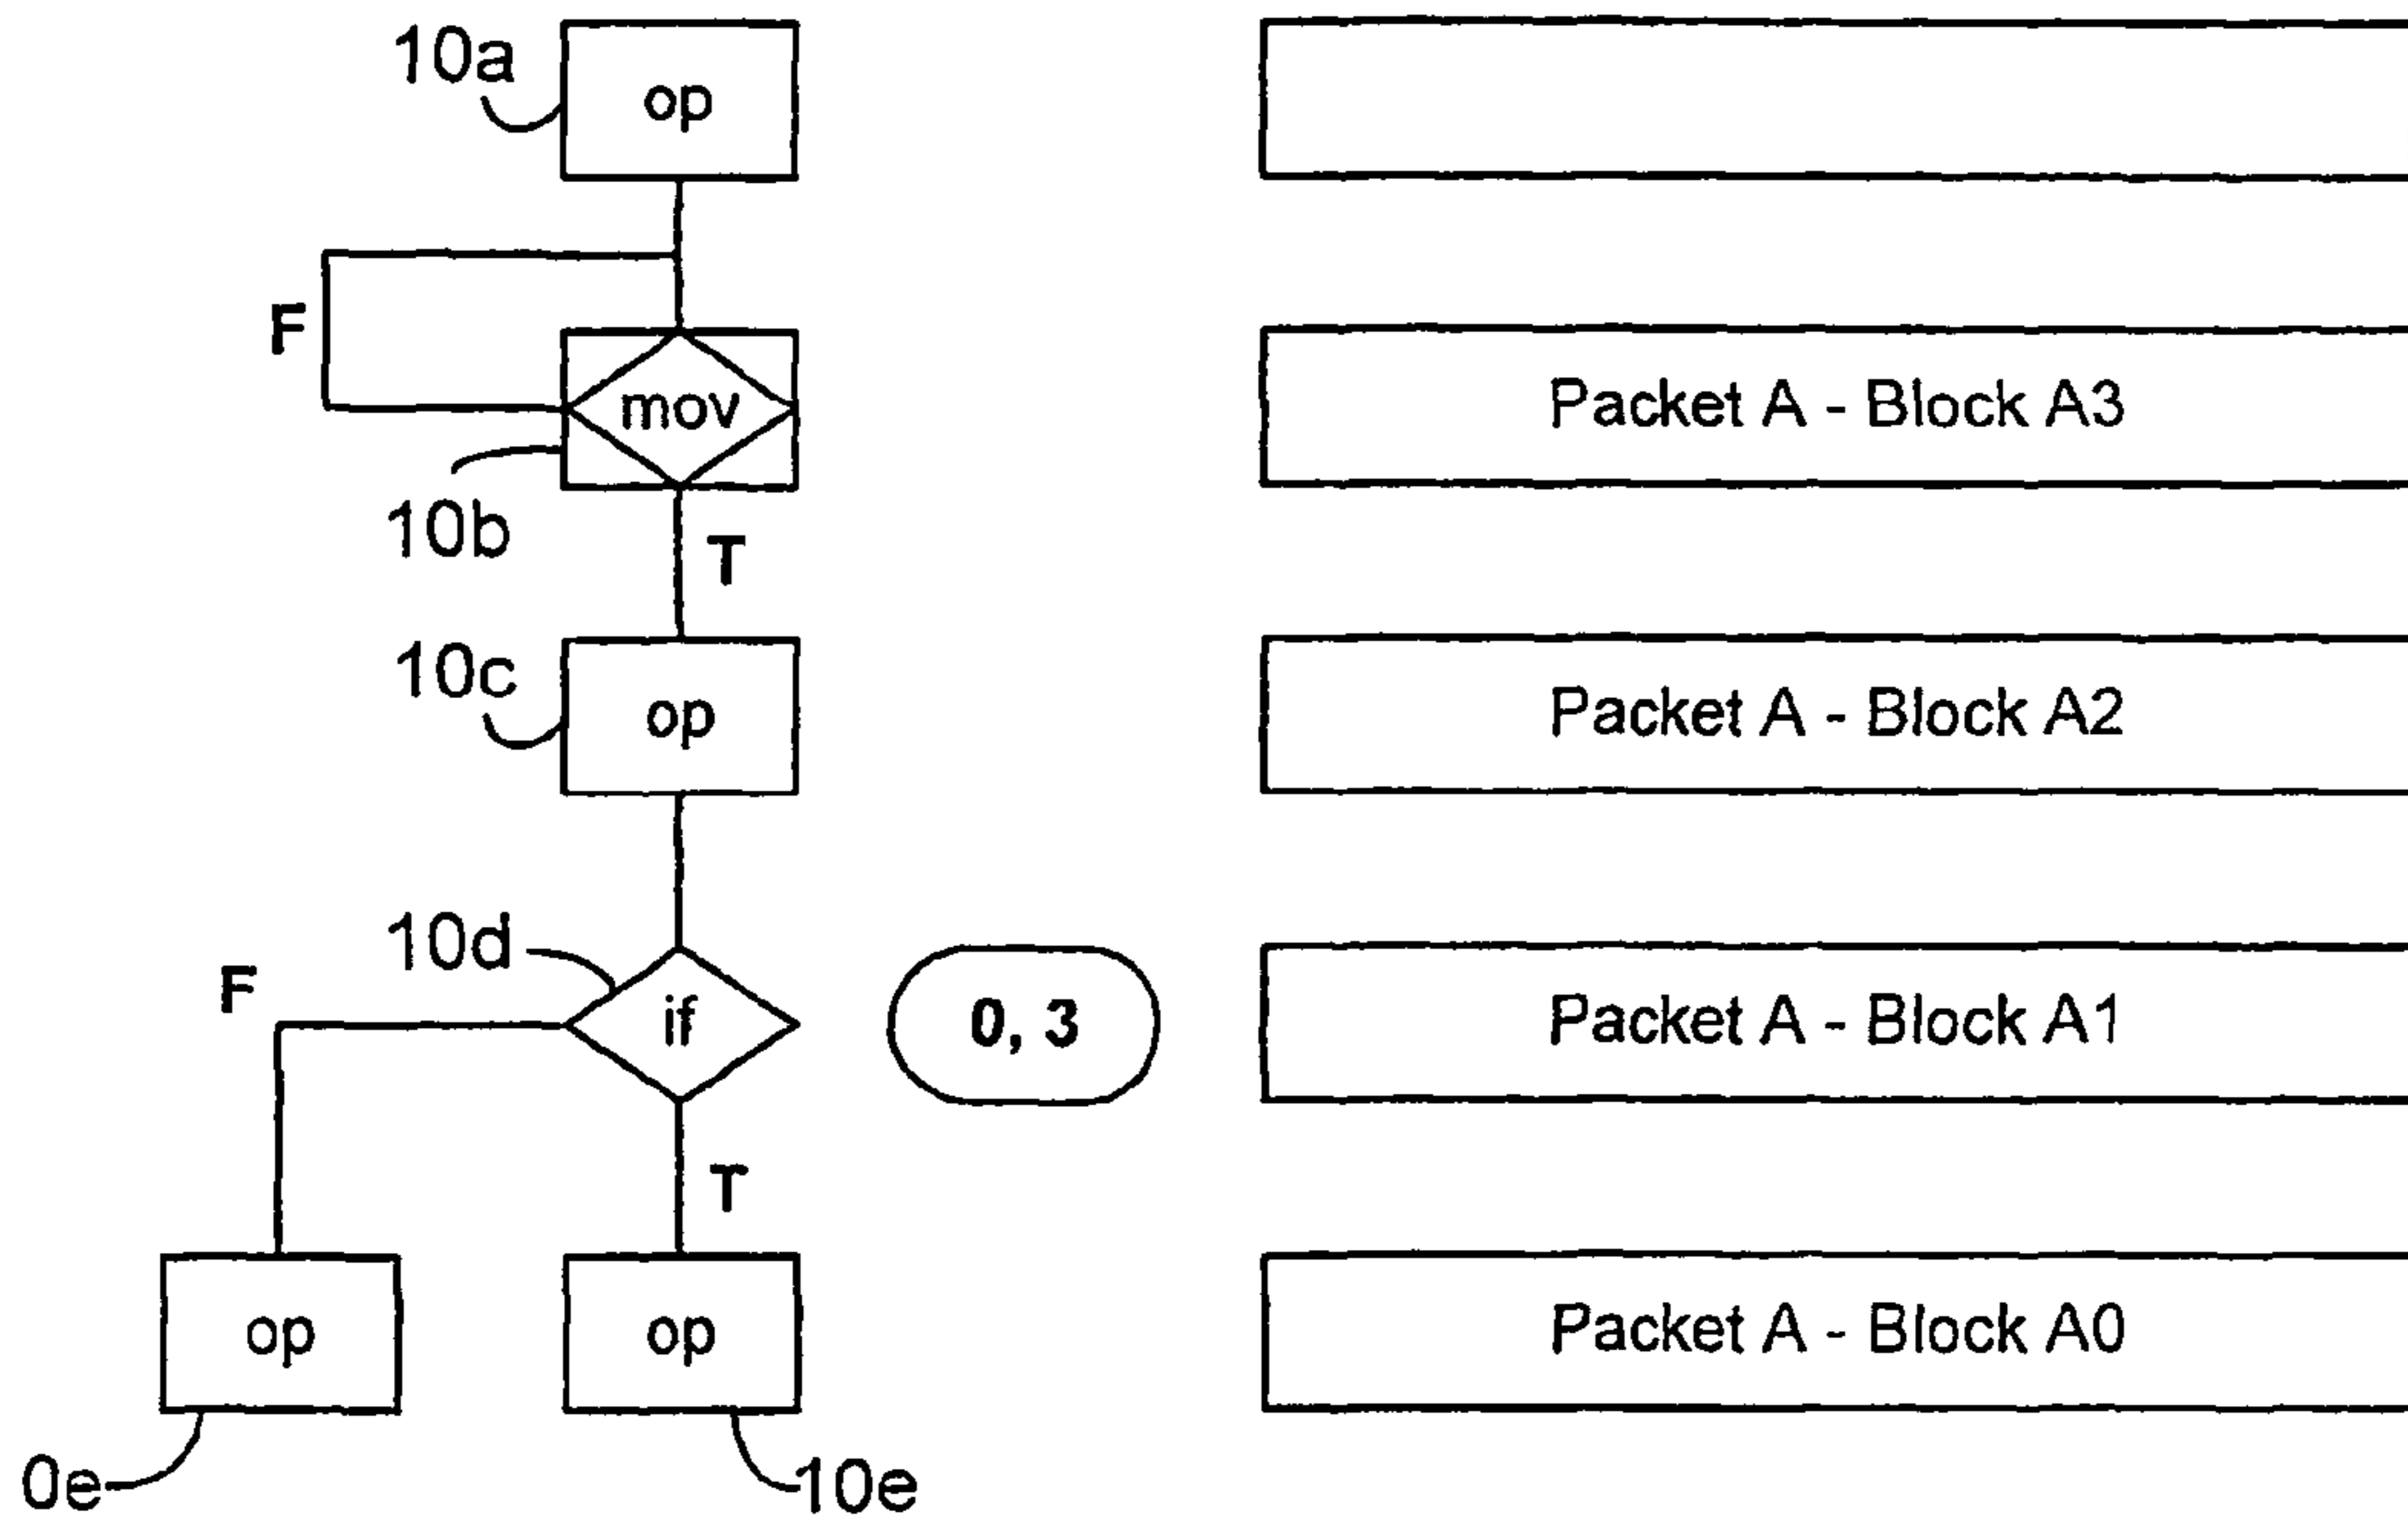 10a
op
F
mov
Packet A - Block A3
10b
T
10c
op
Packet A - Block A2
10d
F
if
0, 3
Packet A - Block A1
T
op
op
Packet A - Block A0
0e
10e